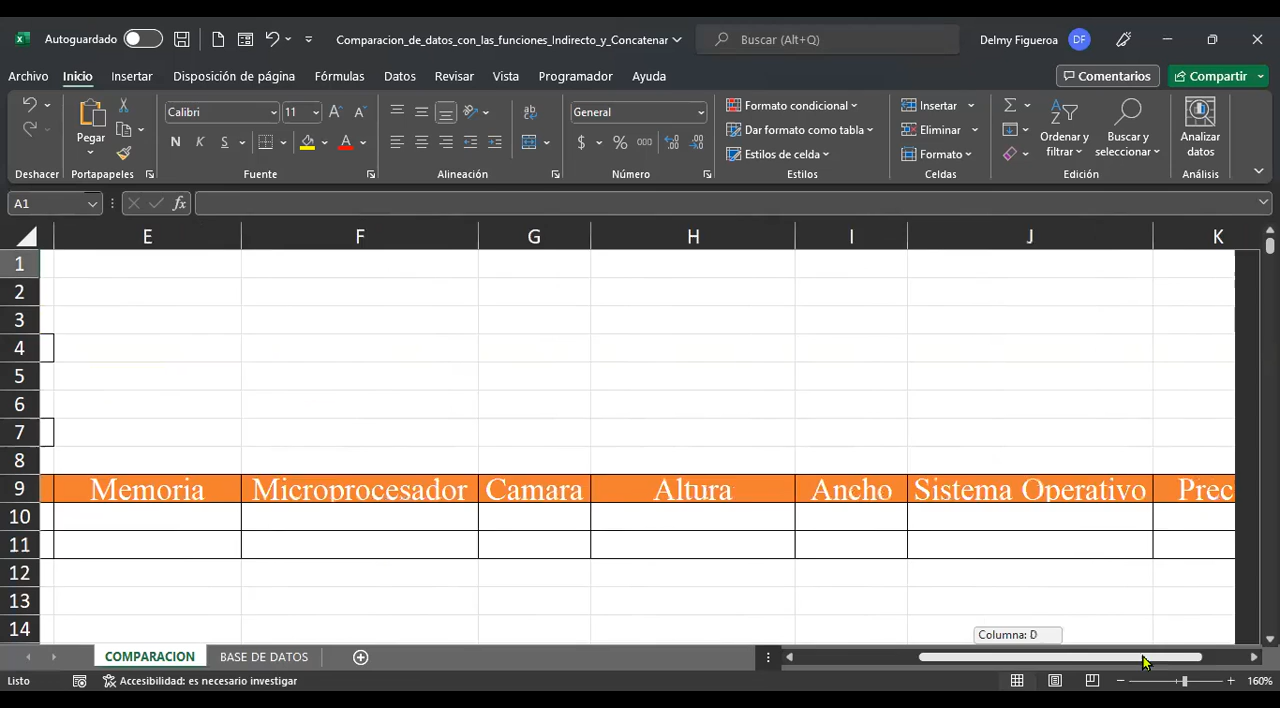 Autoguardado
Comparacion_de_datos_con_las_funciones_Indirecto_y_Concatenar
Buscar (Alt+Q)
Delmy Figueroa DF
Archivo Inicio Insertar Disposición de página Fórmulas Datos Revisar Vista Programador Ayuda
Comentarios Compartir
Pegar
Calibri 11
General
N K S A
$ % 000
Formato condicional
Dar formato como tabla
Estilos de celda
Insertar
Eliminar
Formato
Ordenar y filtrar
Buscar y seleccionar
Analizar datos
Deshacer Portapapeles Fuente Alineación Número Estilos Celdas Edición Análisis
A1 fx
E F G H I J K
1
2
3
4
5
6
7
8
9 Memoria Microprocesador Camara Altura Ancho Sistema Operativo Prec
10
11
12
13
14
Columna: D
COMPARACION BASE DE DATOS
Listo Accesibilidad: es necesario investigar 160%